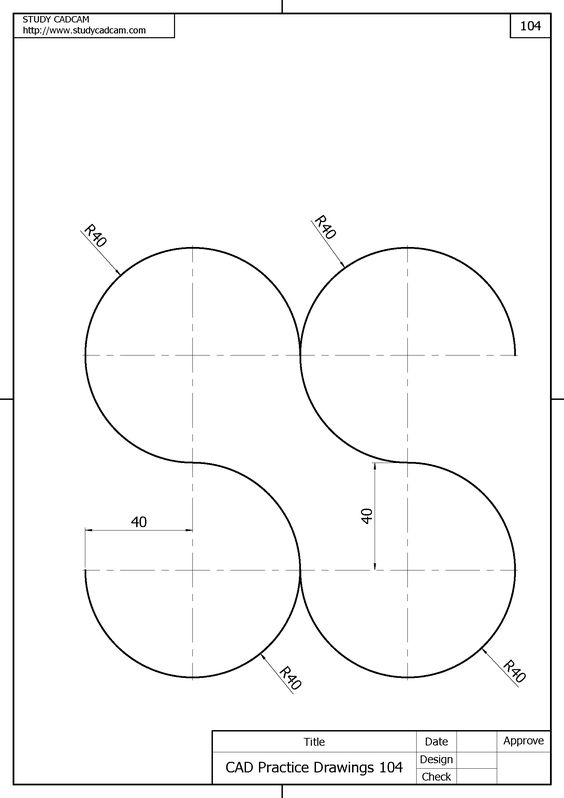 STUDY CADCAM
http://www.studycadcam.com
104
R40
R40
40
40
R40
R40
Title
Date
Approve
CAD Practice Drawings 104
Design
Check